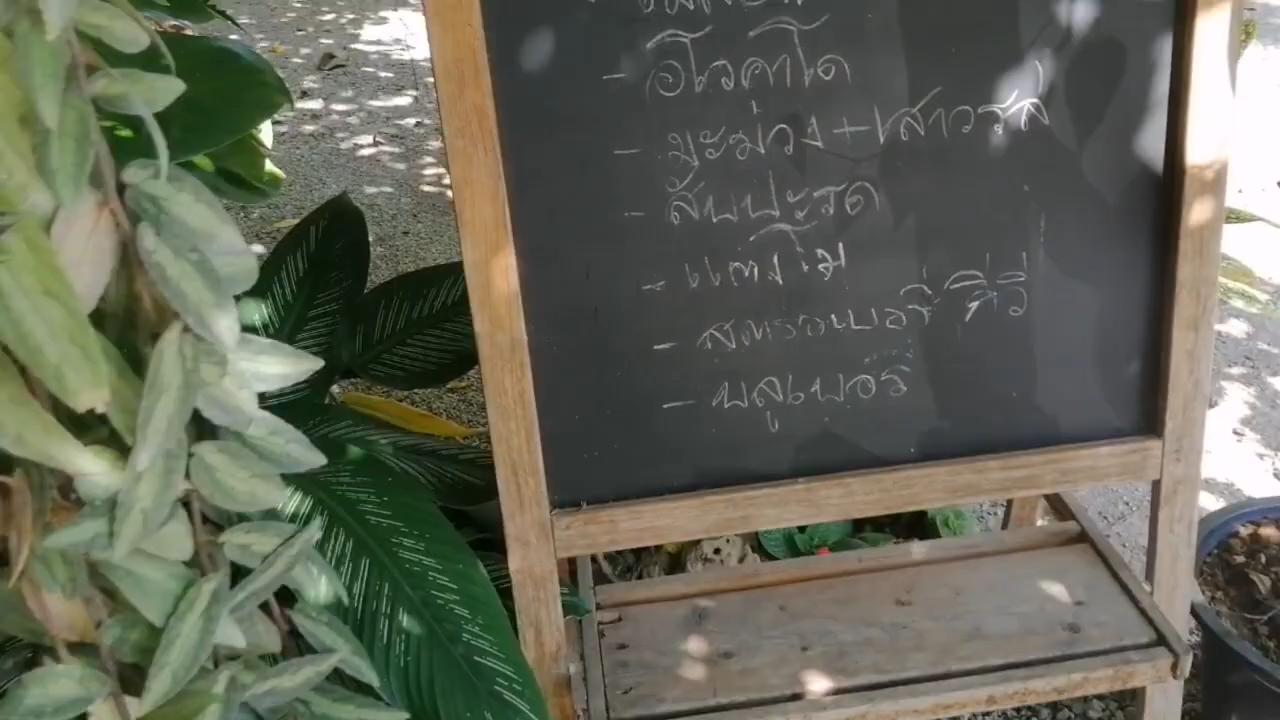 - อโวคาโด
- มะม่วง+เสาวรส
- สับปะรด
- แตงโม
- สตรอเบอรี่ กีวี่
- บลูเบอรี่